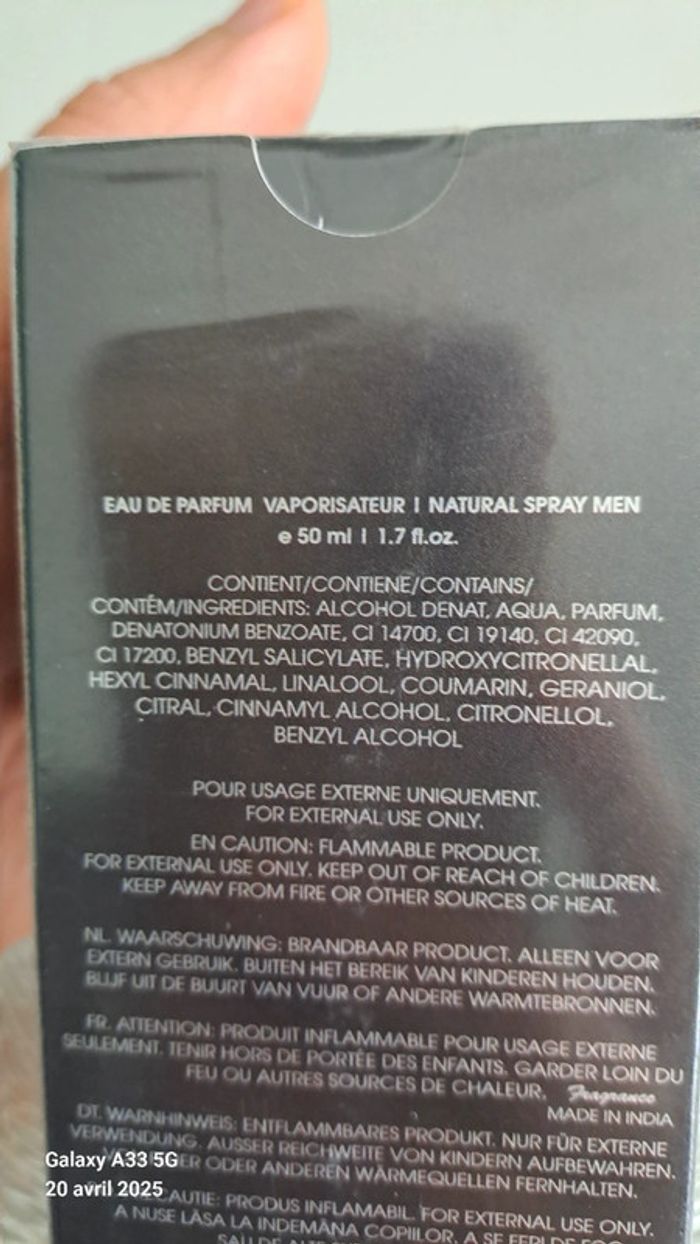 EAU DE PARFUM VAPORISATEUR | NATURAL SPRAY MEN
e 50 ml | 1.7 fl.oz.
CONTIENT/CONTIENE/CONTAINS/
CONTÉM/INGREDIENTS: ALCOHOL DENAT, AQUA, PARFUM,
DENATONIUM BENZOATE, CI 14700, CI 19140, CI 42090,
CI 17200, BENZYL SALICYLATE, HYDROXYCITRONELLAL,
HEXYL CINNAMAL, LINALOOL, COUMARIN, GERANIOL,
CITRAL, CINNAMYL ALCOHOL, CITRONELLOL,
BENZYL ALCOHOL
POUR USAGE EXTERNE UNIQUEMENT.
FOR EXTERNAL USE ONLY.
EN CAUTION: FLAMMABLE PRODUCT.
FOR EXTERNAL USE ONLY. KEEP OUT OF REACH OF CHILDREN.
KEEP AWAY FROM FIRE OR OTHER SOURCES OF HEAT.
NL. WAARSCHUWING: BRANDBAAR PRODUCT. ALLEEN VOOR
EXTERN GEBRUIK. BUITEN HET BEREIK VAN KINDEREN HOUDEN.
BLIJF UIT DE BUURT VAN VUUR OF ANDERE WARMTEBRONNEN.
FR. ATTENTION: PRODUIT INFLAMMABLE POUR USAGE EXTERNE
SEULEMENT. TENIR HORS DE PORTÉE DES ENFANTS. GARDER LOIN DU
FEU OU AUTRES SOURCES DE CHALEUR.
Fragrance
MADE IN INDIA
DT. WARNHINWEIS: ENTFLAMMBARES PRODUKT. NUR FÜR EXTERNE
VERWENDUNG. AUSSER REICHWEITE VON KINDERN AUFBEWAHREN.
ODER ANDEREN WÄRMEQUELLEN FERNHALTEN.
PRODUS INFLAMABIL. FOR EXTERNAL USE ONLY.
A NUSE LĂSA LA INDEMÂNA COPIILOR. A SE FERI DE FOC
Galaxy A33 5G
20 avril 2025